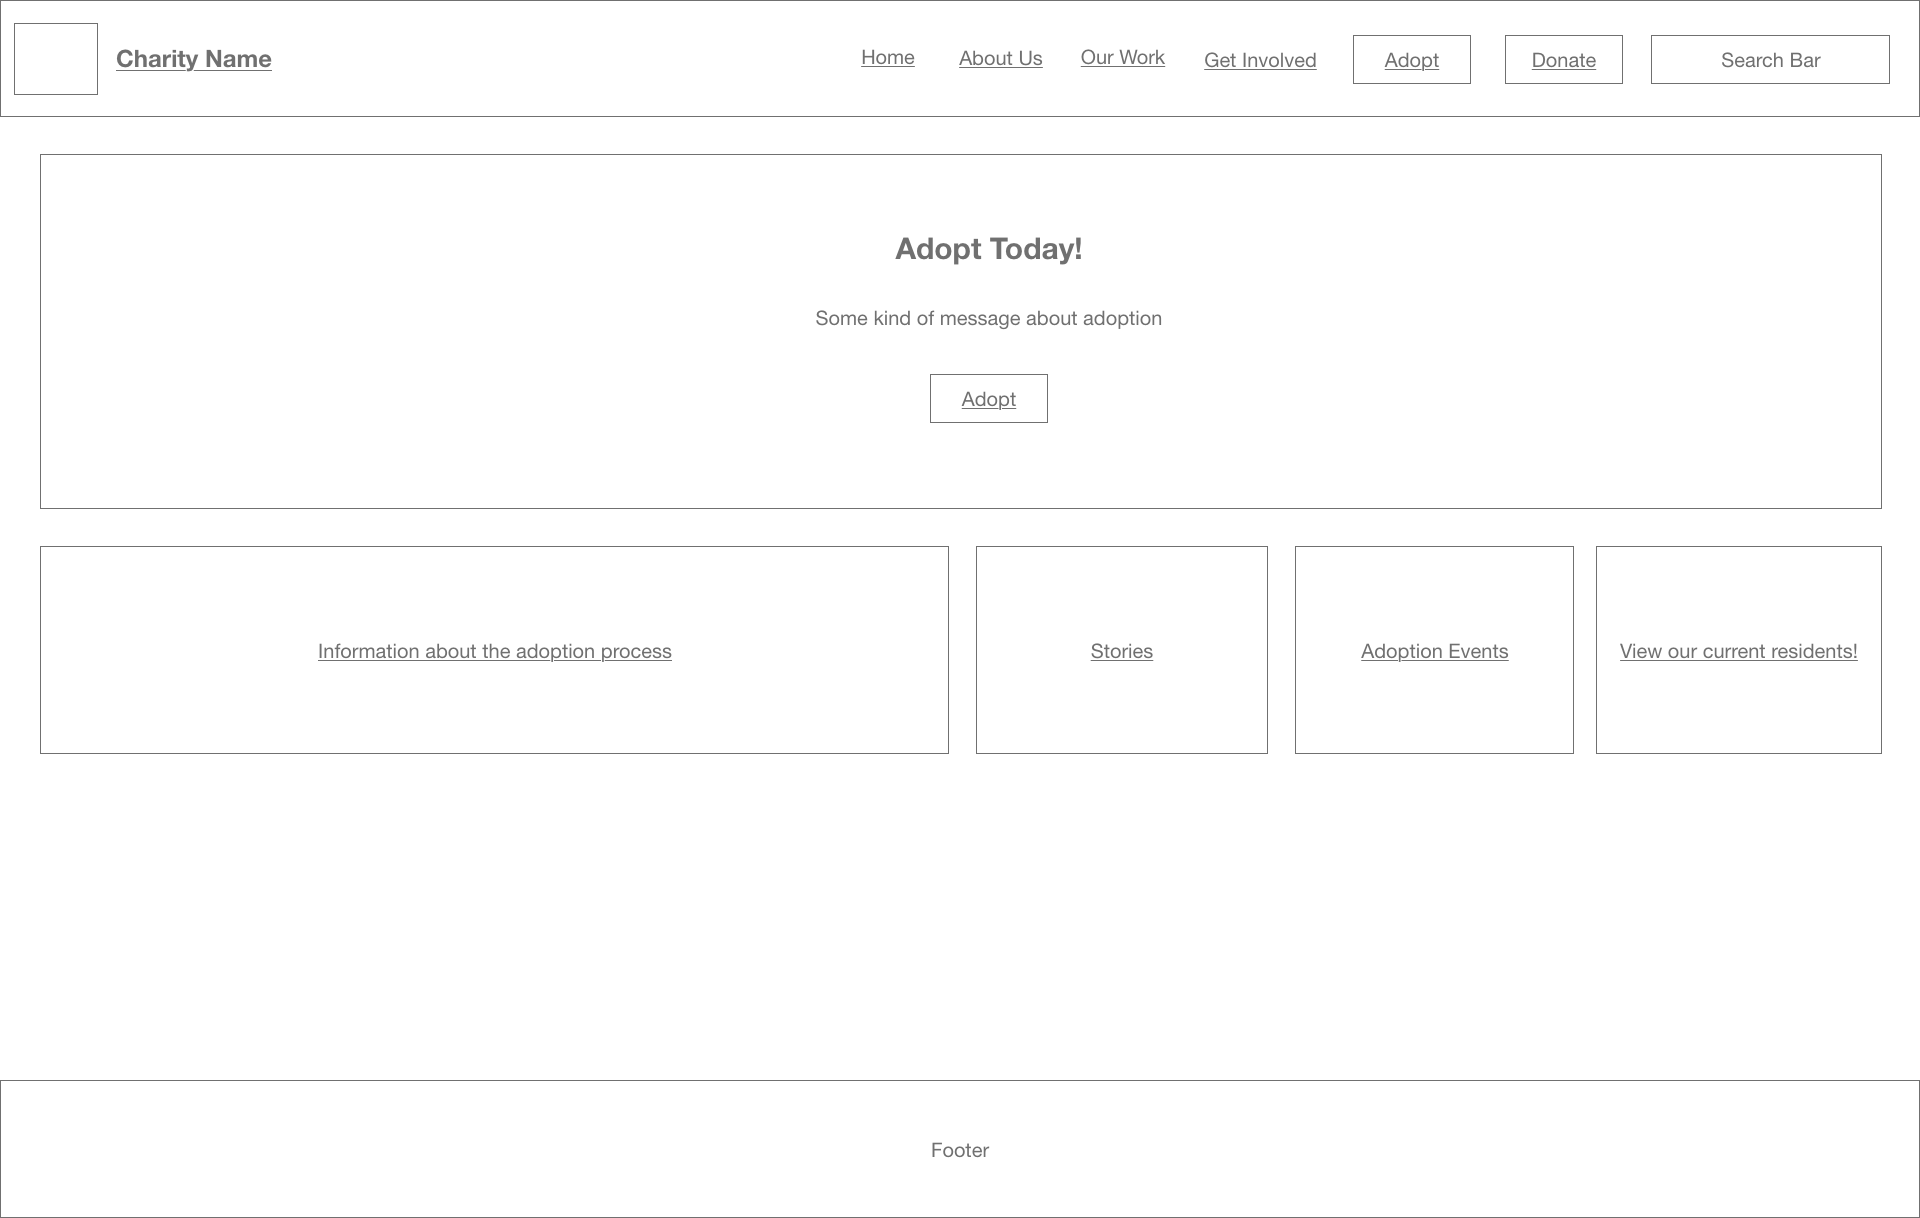 Charity Name
Home
About Us
Our Work
Get Involved
Adopt
Donate
Search Bar
Adopt Today!
Some kind of message about adoption
Adopt
Information about the adoption process
Stories
Adoption Events
View our current residents!
Footer